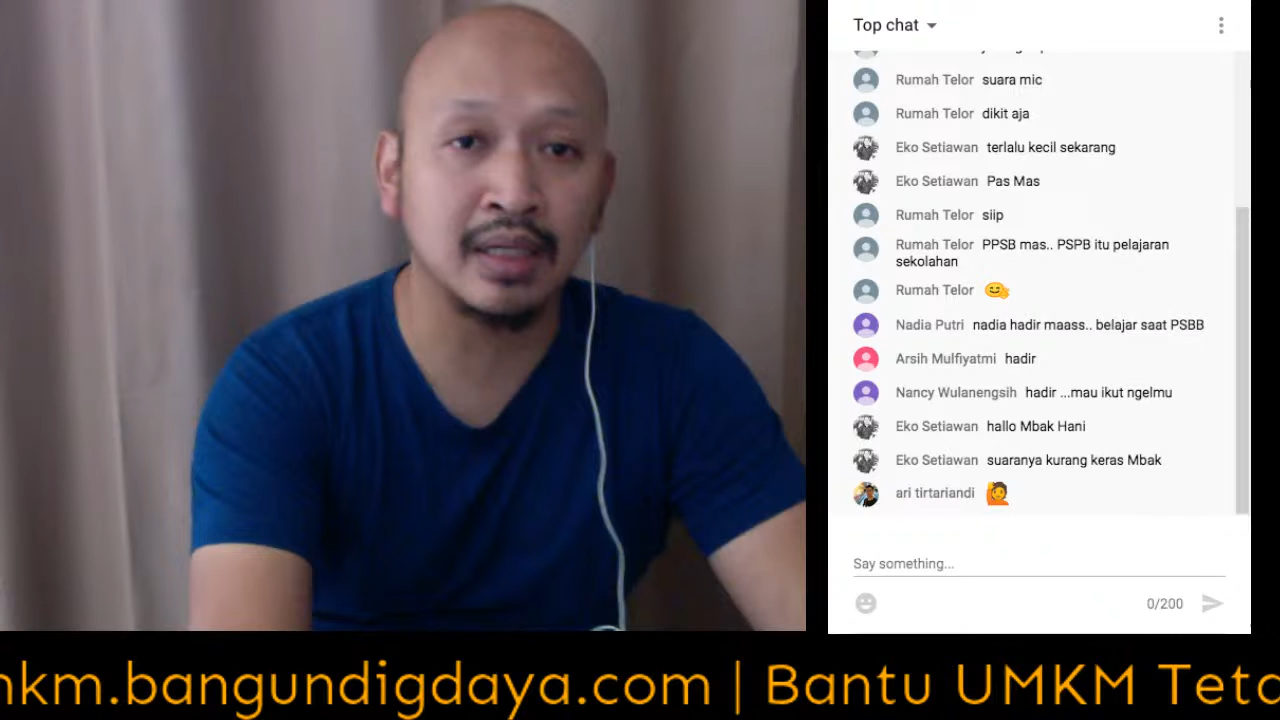 Top chat
Rumah Telor suara mic
Rumah Telor dikit aja
Eko Setiawan terlalu kecil sekarang
Eko Setiawan Pas Mas
Rumah Telor siip
Rumah Telor PPSB mas.. PSPB itu pelajaran
sekolahan
Rumah Telor 😊
Nadia Putri nadia hadir maass.. belajar saat PSBB
Arsih Mulfiyatmi hadir
Nancy Wulanengsih hadir ...mau ikut ngelmu
Eko Setiawan hallo Mbak Hani
Eko Setiawan suaranya kurang keras Mbak
ari tirtariandi 🙋
Say something...
0/200
mkm.bangundigdaya.com | Bantu UMKM Teta